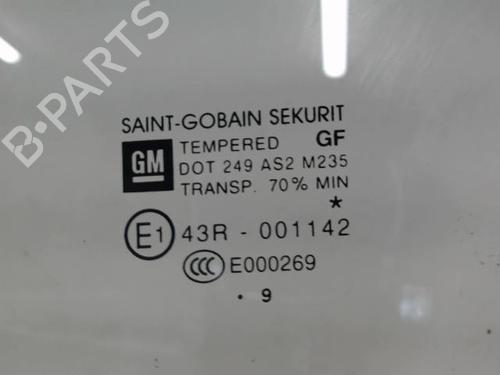 SAINT-GOBAIN SEKURIT
GM TEMPERED GF
DOT 249 AS2 M235
TRANSP. 70% MIN
*
E1 43R - 001142
CCC E000269
. 9
B-PARTS